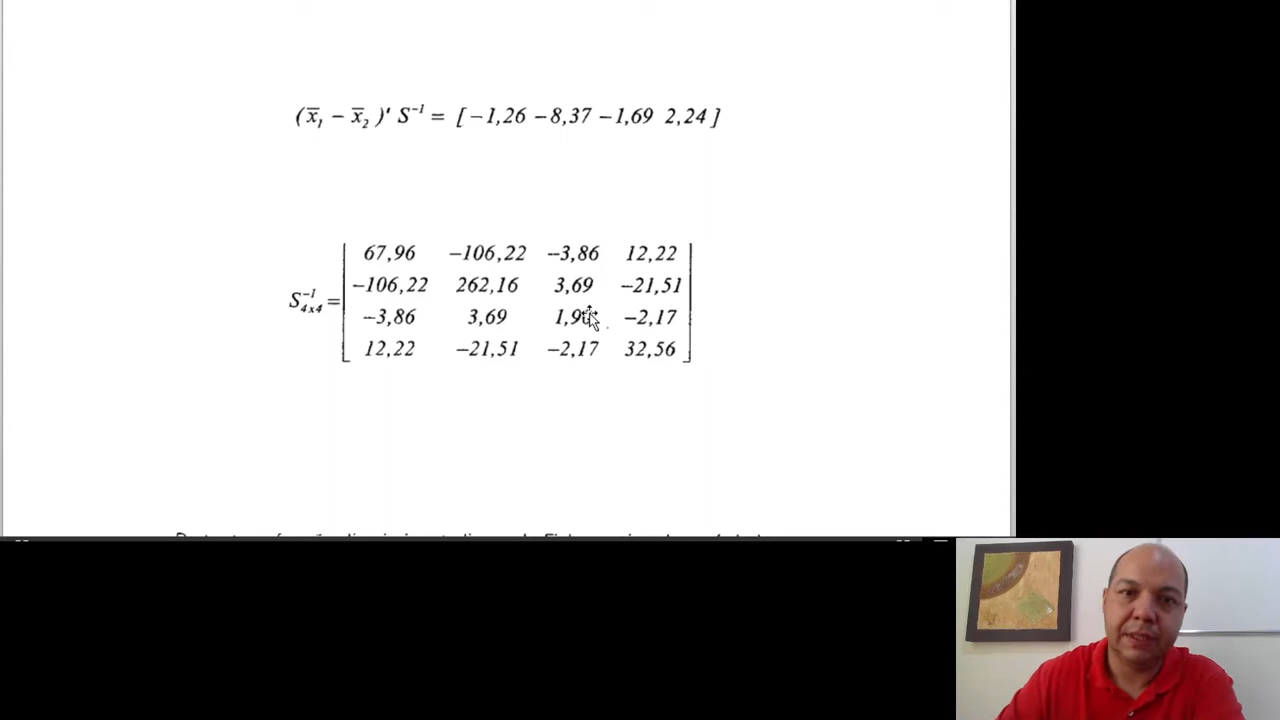 (x̄₁ − x̄₂ )' S⁻¹ = [ −1,26 −8,37 −1,69 2,24 ]
67,96 −106,22 −3,86 12,22
−106,22 262,16 3,69 −21,51
S⁻¹₄ₓ₄ =
−3,86 3,69 −2,17
12,22 −21,51 −2,17 32,56